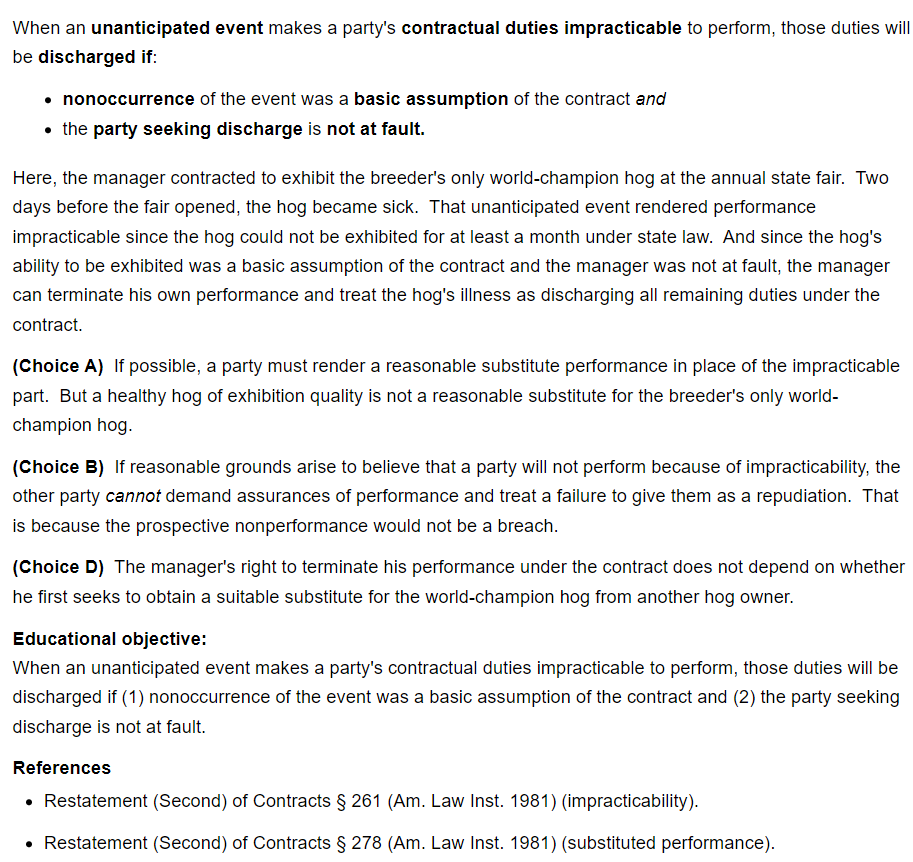 When an unanticipated event makes a party's contractual duties impracticable to perform, those duties will
be discharged if:
• nonoccurrence of the event was a basic assumption of the contract and
• the party seeking discharge is not at fault.
Here, the manager contracted to exhibit the breeder's only world-champion hog at the annual state fair.  Two
days before the fair opened, the hog became sick.  That unanticipated event rendered performance
impracticable since the hog could not be exhibited for at least a month under state law.  And since the hog's
ability to be exhibited was a basic assumption of the contract and the manager was not at fault, the manager
can terminate his own performance and treat the hog's illness as discharging all remaining duties under the
contract.
(Choice A)  If possible, a party must render a reasonable substitute performance in place of the impracticable
part.  But a healthy hog of exhibition quality is not a reasonable substitute for the breeder's only world-
champion hog.
(Choice B)  If reasonable grounds arise to believe that a party will not perform because of impracticability, the
other party cannot demand assurances of performance and treat a failure to give them as a repudiation.  That
is because the prospective nonperformance would not be a breach.
(Choice D)  The manager's right to terminate his performance under the contract does not depend on whether
he first seeks to obtain a suitable substitute for the world-champion hog from another hog owner.
Educational objective:
When an unanticipated event makes a party's contractual duties impracticable to perform, those duties will be
discharged if (1) nonoccurrence of the event was a basic assumption of the contract and (2) the party seeking
discharge is not at fault.
References
• Restatement (Second) of Contracts § 261 (Am. Law Inst. 1981) (impracticability).
• Restatement (Second) of Contracts § 278 (Am. Law Inst. 1981) (substituted performance).